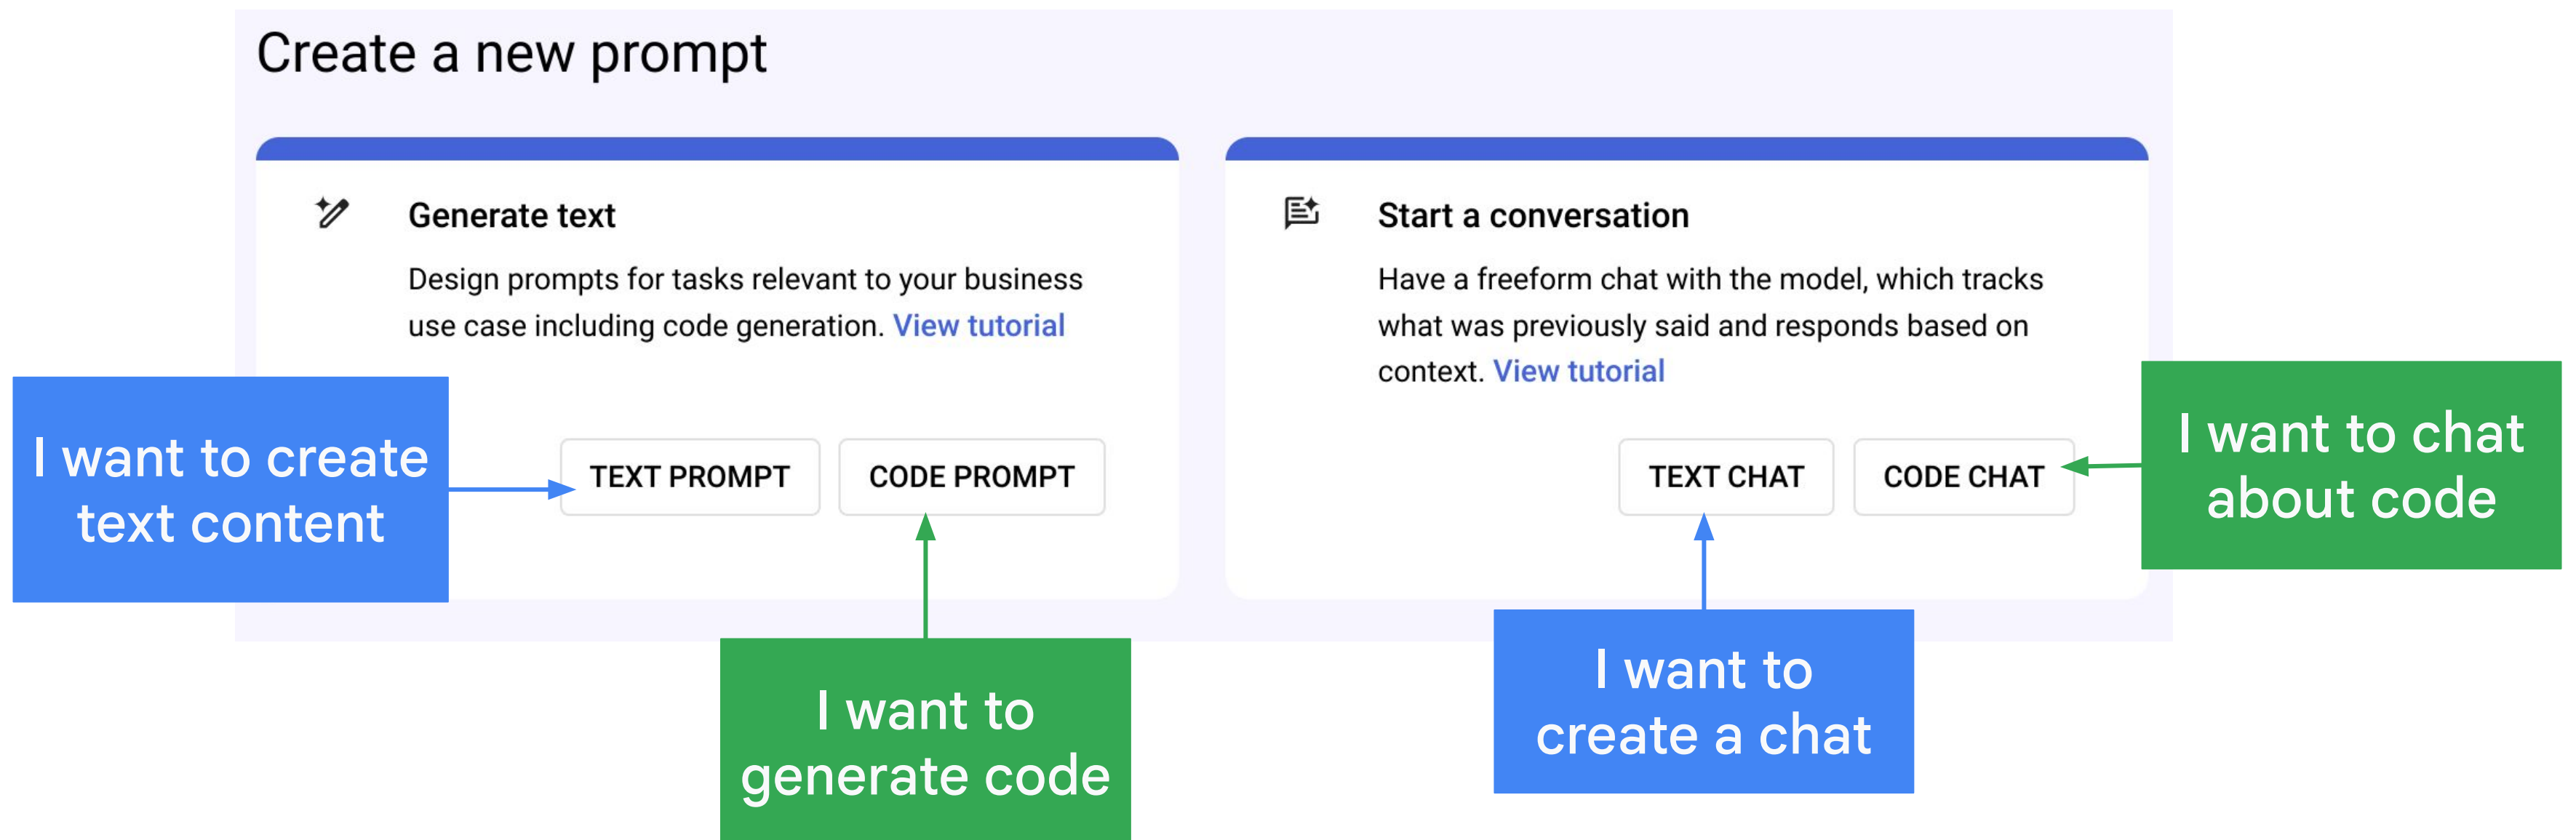 Create a new prompt
Generate text
Design prompts for tasks relevant to your business
use case including code generation. View tutorial
TEXT PROMPT
CODE PROMPT
Start a conversation
Have a freeform chat with the model, which tracks
what was previously said and responds based on
context. View tutorial
TEXT CHAT
CODE CHAT
I want to create
text content
I want to
generate code
I want to
create a chat
I want to chat
about code